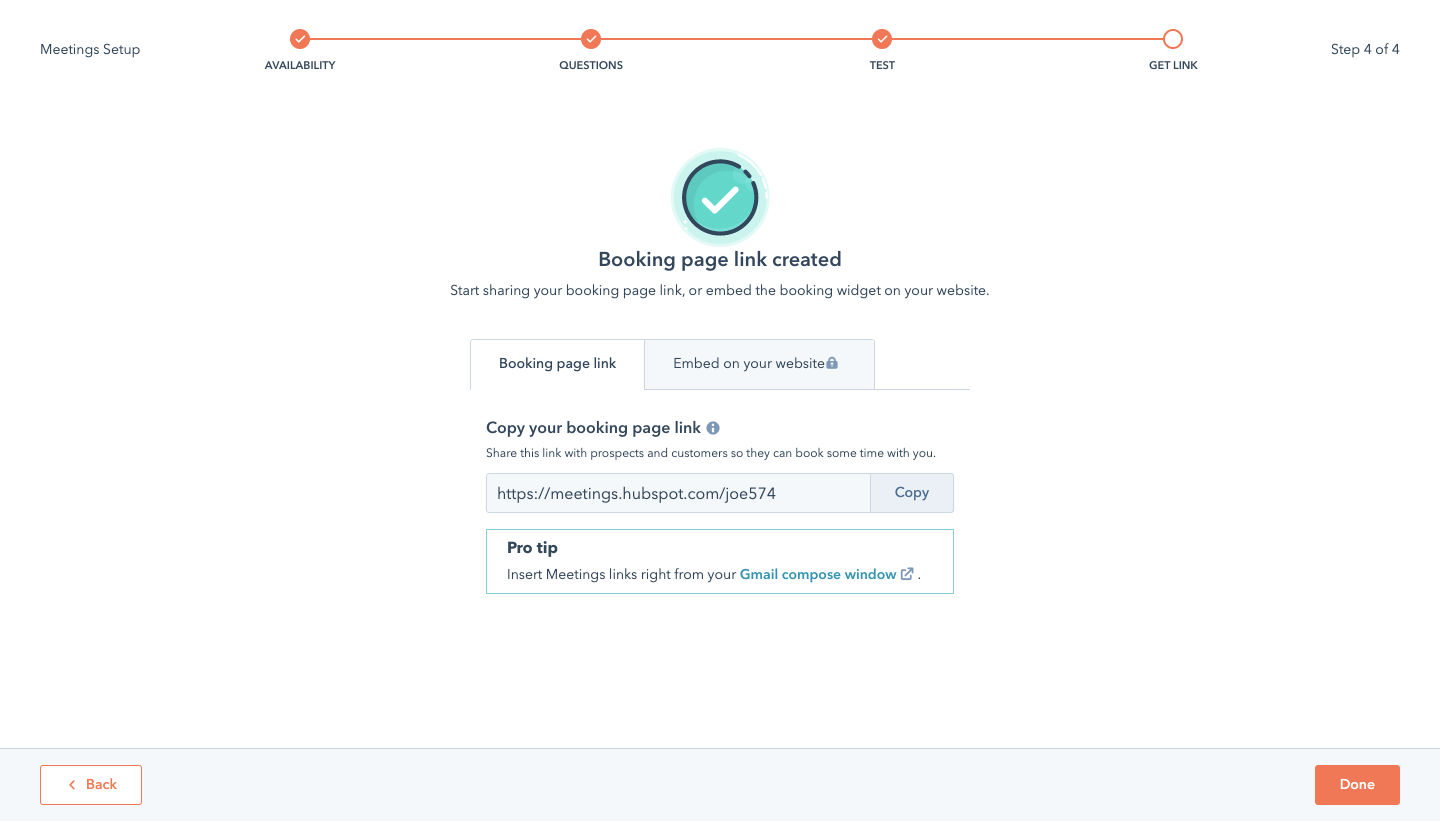 Meetings Setup
AVAILABILITY
QUESTIONS
TEST
GET LINK
Step 4 of 4
Booking page link created
Start sharing your booking page link, or embed the booking widget on your website.
Booking page link
Embed on your website
Copy your booking page link
Share this link with prospects and customers so they can book some time with you.
https://meetings.hubspot.com/joe574
Copy
Pro tip
Insert Meetings links right from your Gmail compose window .
Back
Done